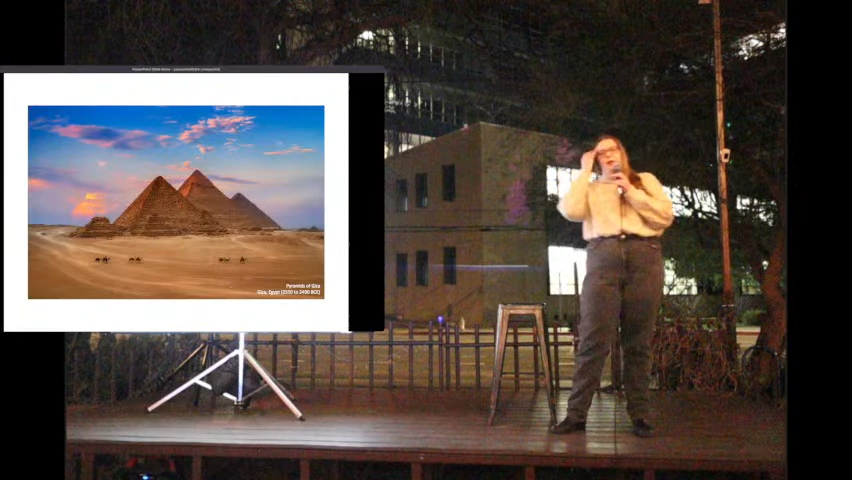 Pyramids of Giza
Giza, Egypt (2550 to 2490 BCE)